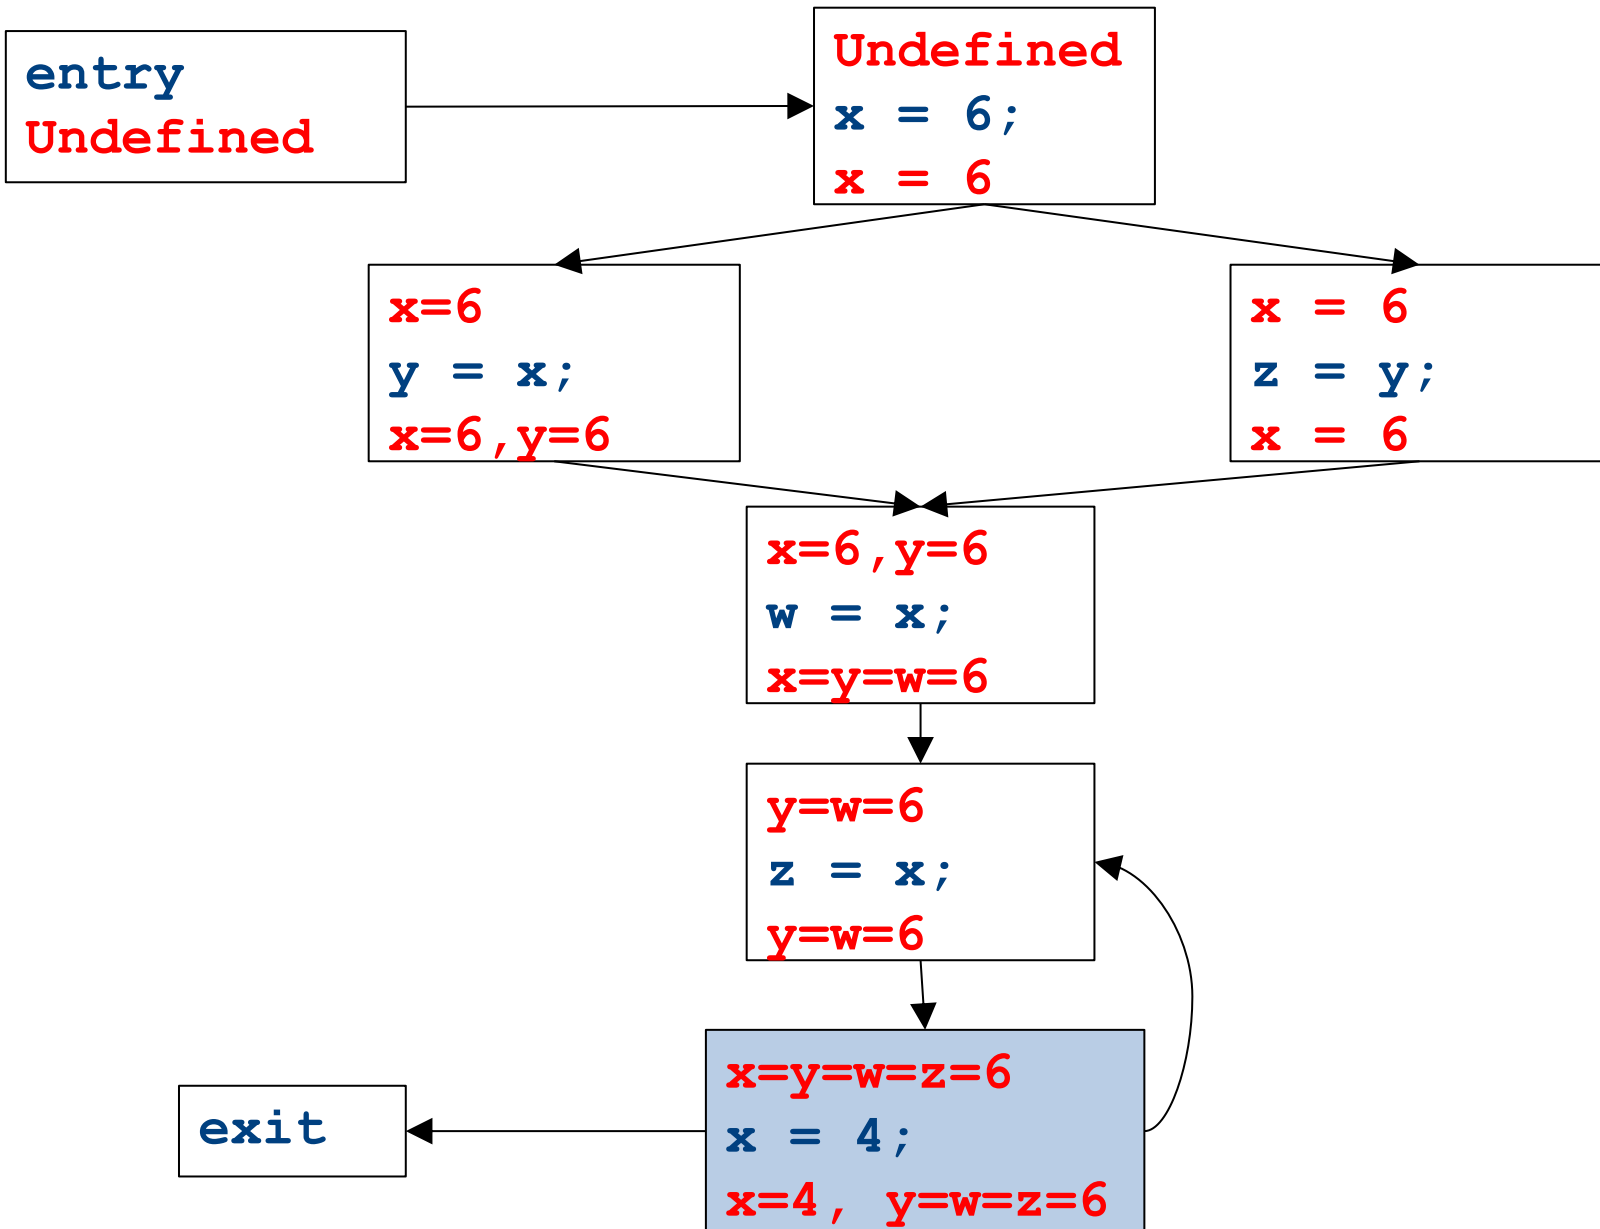 entry
Undefined
Undefined
x = 6;
x = 6
x=6
y = x;
x=6,y=6
x = 6
z = y;
x = 6
x=6,y=6
w = x;
x=y=w=6
y=w=6
z = x;
y=w=6
x=y=w=z=6
x = 4;
x=4, y=w=z=6
exit